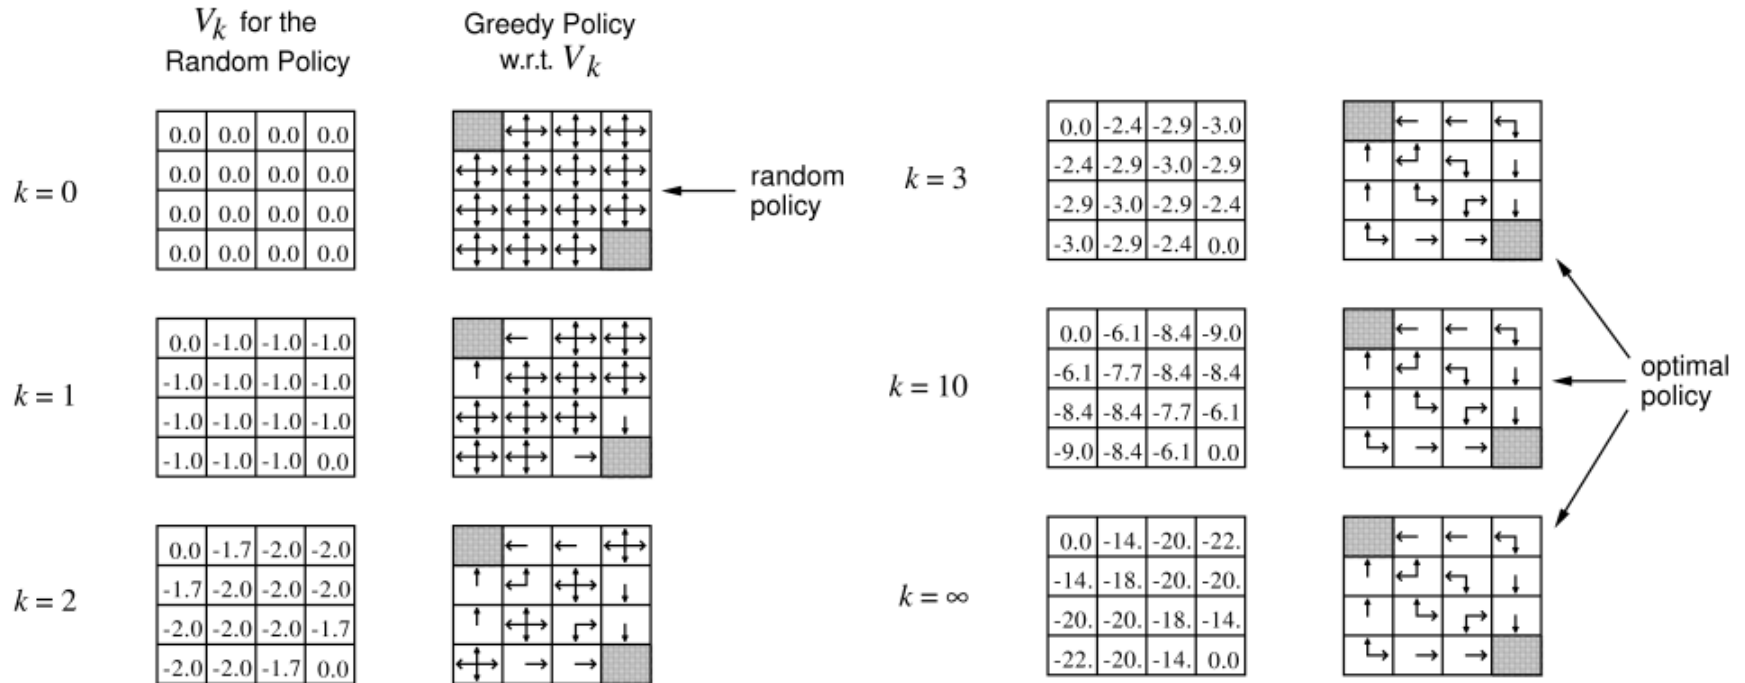 V_k for the
Random Policy
Greedy Policy
w.r.t. V_k
k = 0
0.0 0.0 0.0 0.0
0.0 0.0 0.0 0.0
0.0 0.0 0.0 0.0
0.0 0.0 0.0 0.0
random
policy
k = 1
0.0 -1.0 -1.0 -1.0
-1.0 -1.0 -1.0 -1.0
-1.0 -1.0 -1.0 -1.0
-1.0 -1.0 -1.0 0.0
k = 2
0.0 -1.7 -2.0 -2.0
-1.7 -2.0 -2.0 -2.0
-2.0 -2.0 -2.0 -1.7
-2.0 -2.0 -1.7 0.0
k = 3
0.0 -2.4 -2.9 -3.0
-2.4 -2.9 -3.0 -2.9
-2.9 -3.0 -2.9 -2.4
-3.0 -2.9 -2.4 0.0
k = 10
0.0 -6.1 -8.4 -9.0
-6.1 -7.7 -8.4 -8.4
-8.4 -8.4 -7.7 -6.1
-9.0 -8.4 -6.1 0.0
optimal
policy
k = ∞
0.0 -14. -20. -22.
-14. -18. -20. -20.
-20. -20. -18. -14.
-22. -20. -14. 0.0